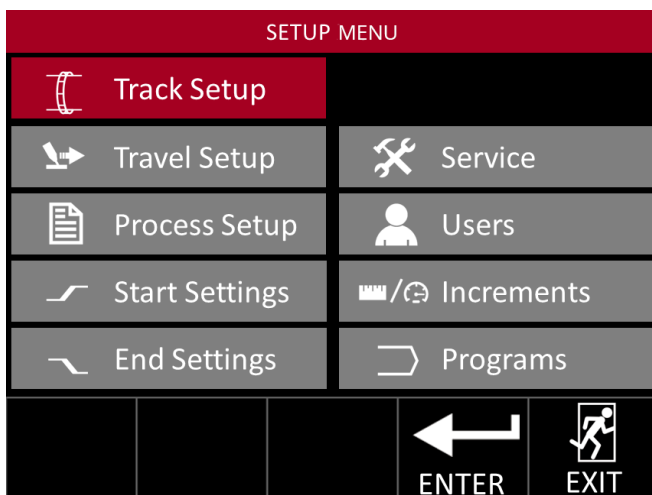 SETUP MENU
Track Setup
Travel Setup
Service
Process Setup
Users
Start Settings
Increments
End Settings
Programs
ENTER
EXIT